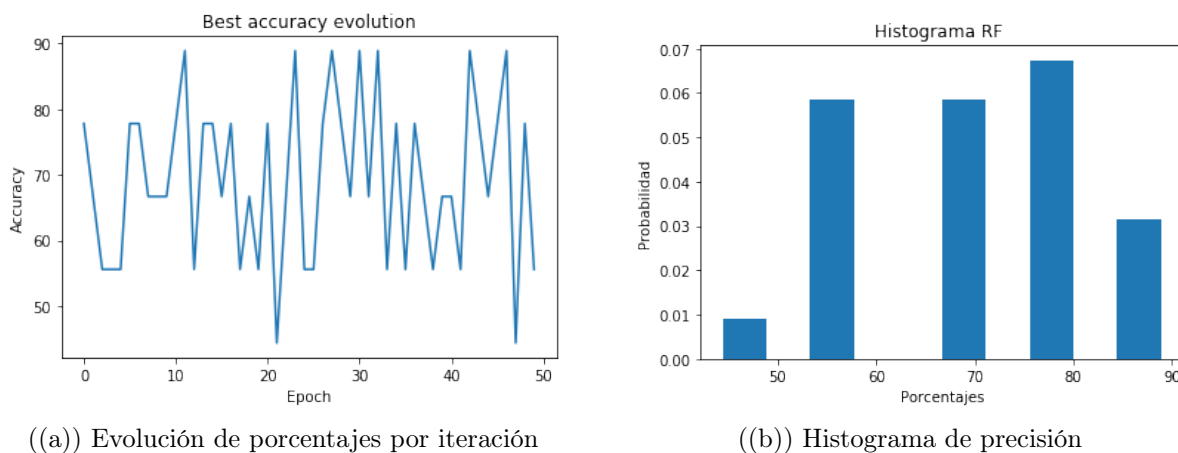 Best accuracy evolution
90
80
70
60
50
Accuracy
0 10 20 30 40 50
Epoch
((a)) Evolución de porcentajes por iteración
Histograma RF
0.07
0.06
0.05
0.04
0.03
0.02
0.01
0.00
Probabilidad
50 60 70 80 90
Porcentajes
((b)) Histograma de precisión